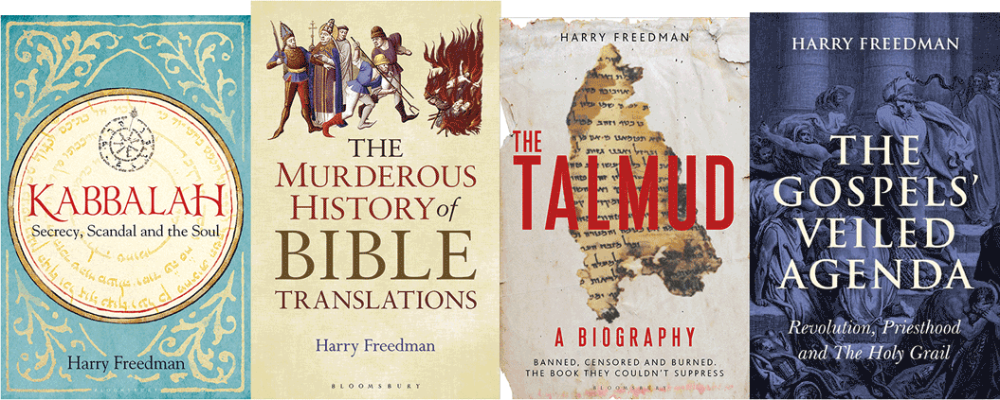 KABBALAH
Secrecy, Scandal and the Soul
Harry Freedman
BLOOMSBURY
THE
MURDEROUS
HISTORY of
BIBLE
TRANSLATIONS
Harry Freedman
BLOOMSBURY
HARRY FREEDMAN
THE
TALMUD
A BIOGRAPHY
BANNED, CENSORED AND BURNED.
THE BOOK THEY COULDN'T SUPPRESS
BLOOMSBURY
HARRY FREEDMAN
THE
GOSPELS'
VEILED
AGENDA
Revolution, Priesthood
and The Holy Grail